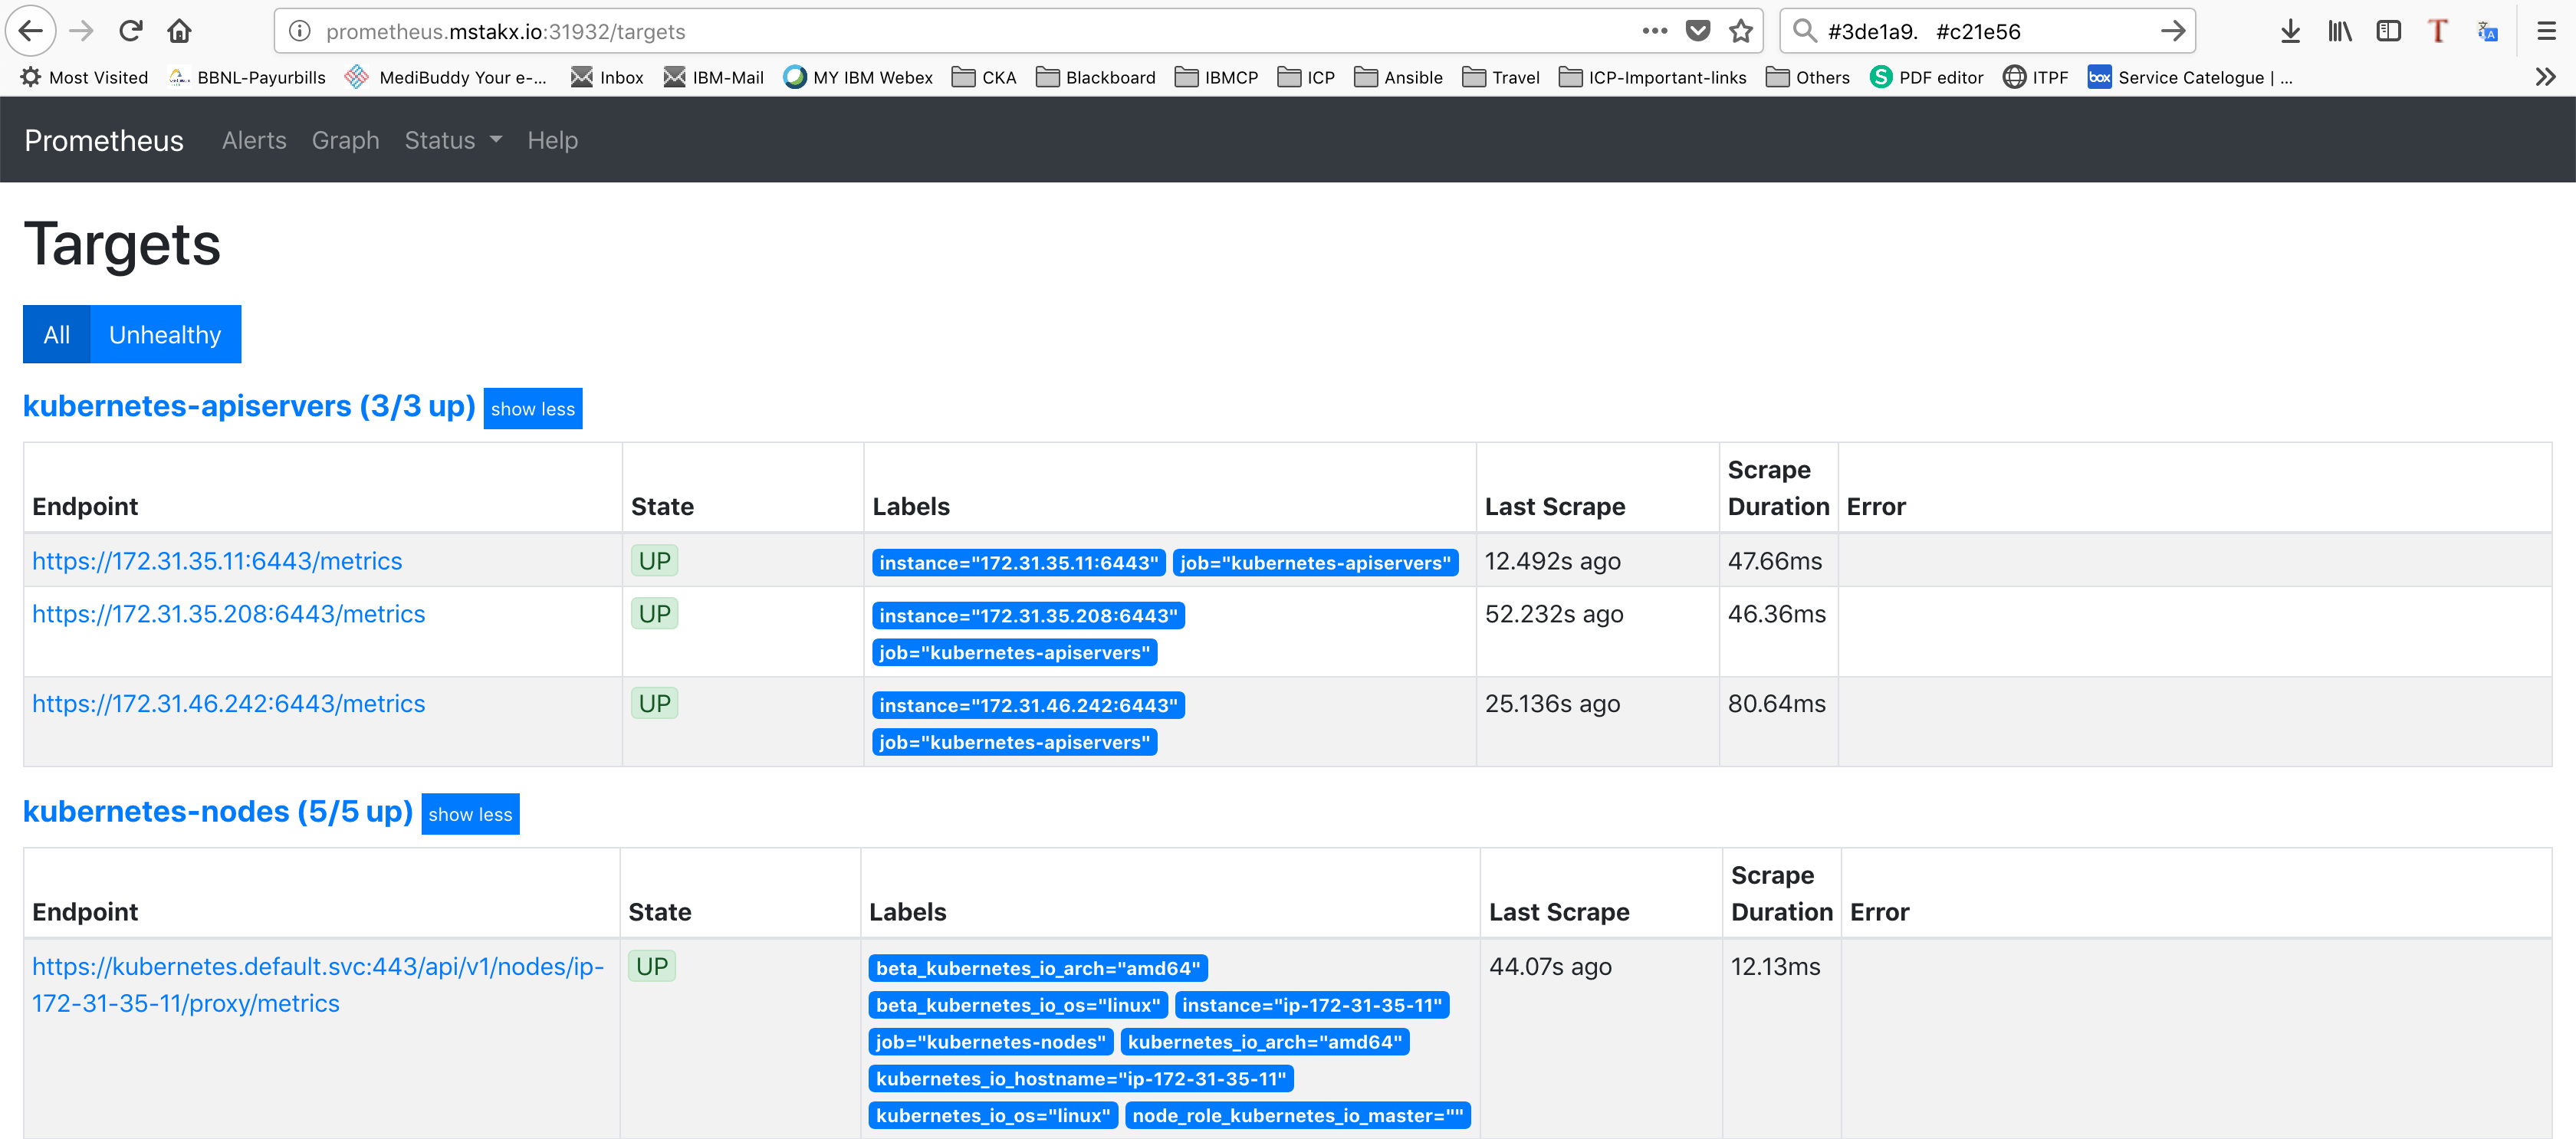 prometheus.mstakx.io:31932/targets #3de1a9. #c21e56
Most Visited BBNL-Payurbills MediBuddy Your e-... Inbox IBM-Mail MY IBM Webex CKA Blackboard IBMCP ICP Ansible Travel ICP-Important-links Others PDF editor ITPF box Service Catelogue | ...
Prometheus Alerts Graph Status Help
Targets
All Unhealthy
kubernetes-apiservers (3/3 up) show less
Endpoint State Labels Last Scrape Scrape Duration Error
https://172.31.35.11:6443/metrics UP instance="172.31.35.11:6443" job="kubernetes-apiservers" 12.492s ago 47.66ms
https://172.31.35.208:6443/metrics UP instance="172.31.35.208:6443" 52.232s ago 46.36ms
job="kubernetes-apiservers"
https://172.31.46.242:6443/metrics UP instance="172.31.46.242:6443" 25.136s ago 80.64ms
job="kubernetes-apiservers"
kubernetes-nodes (5/5 up) show less
Endpoint State Labels Last Scrape Scrape Duration Error
https://kubernetes.default.svc:443/api/v1/nodes/ip- UP beta_kubernetes_io_arch="amd64" 44.07s ago 12.13ms
172-31-35-11/proxy/metrics beta_kubernetes_io_os="linux" instance="ip-172-31-35-11"
job="kubernetes-nodes" kubernetes_io_arch="amd64"
kubernetes_io_hostname="ip-172-31-35-11"
kubernetes_io_os="linux" node_role_kubernetes_io_master=""